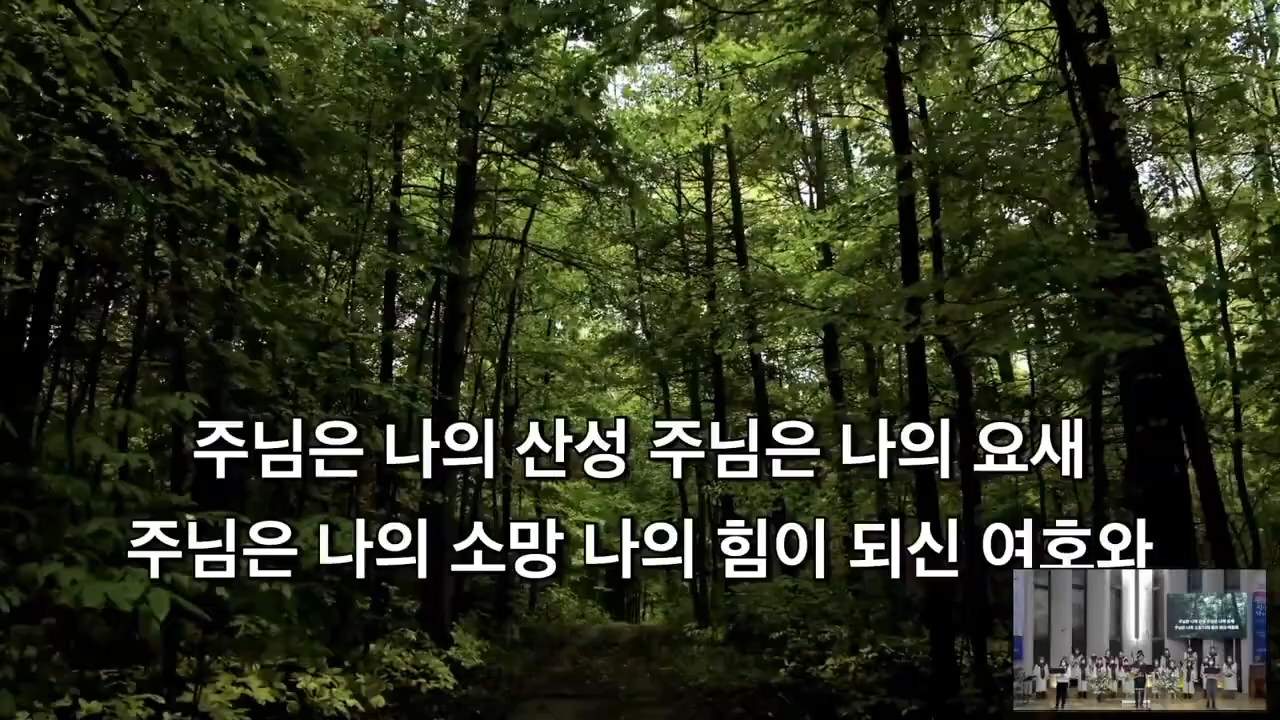 주님은 나의 산성 주님은 나의 요새
주님은 나의 소망 나의 힘이 되신 여호와